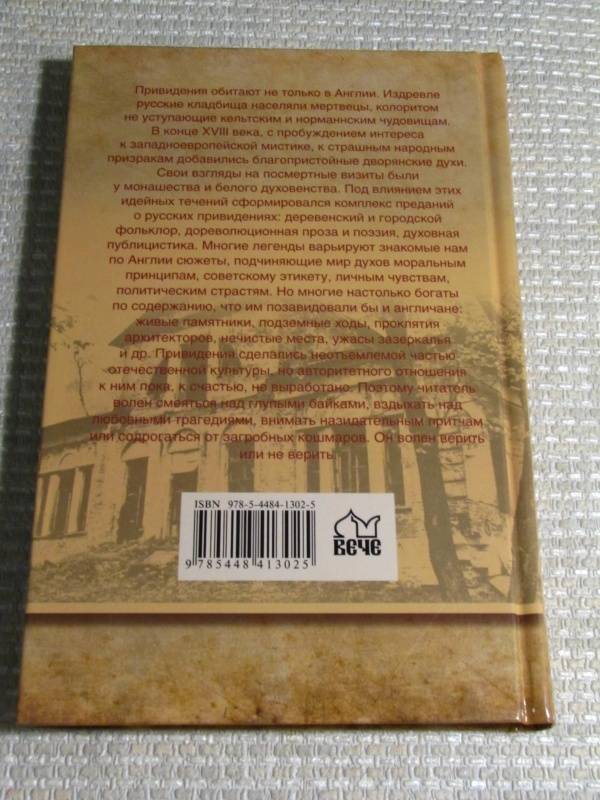 Привидения обитают не только в Англии. Издревле
русские кладбища населяли мертвецы, колоритом
не уступающие кельтским и норманнским чудовищам.
В конце XVIII века, с пробуждением интереса
к западноевропейской мистике, к страшным народным
призракам добавились благопристойные дворянские духи.
Свои взгляды на посмертные визиты были
у монашества и белого духовенства. Под влиянием этих
идейных течений сформировался комплекс преданий
о русских привидениях: деревенский и городской
фольклор, дореволюционная проза и поэзия, духовная
публицистика. Многие легенды варьируют знакомые нам
по Англии сюжеты, подчиняющие мир духов моральным
принципам, советскому этикету, личным чувствам,
политическим страстям. Но многие настолько богаты
по содержанию, что им позавидовали бы и англичане:
живые памятники, подземные ходы, проклятия
архитекторов, нечистые места, ужасы зазеркалья
и др. Привидения сделались неотъемлемой частью
отечественной культуры, но авторитетного отношения
к ним пока, к счастью, не выработано. Поэтому читатель
волен смеяться над глупыми байками, вздыхать над
любовными трагедиями, внимать назидательным притчам
или содрогаться от загробных кошмаров. Он волен верить
или не верить.
ISBN 978-5-4484-1302-5
9 785448 413025
ВЕЧЕ